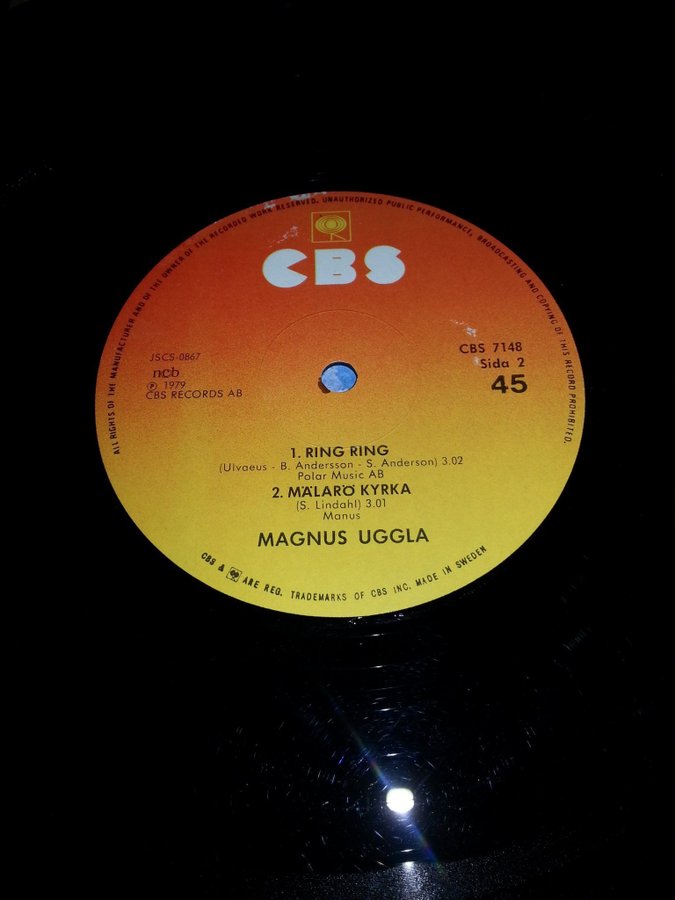 ALL RIGHTS OF THE MANUFACTURER AND OF THE OWNER OF THE RECORDED WORK RESERVED. UNAUTHORIZED PUBLIC PERFORMANCE, BROADCASTING AND COPYING OF THIS RECORD PROHIBITED.
CBS
JSCS-0867
ncb
℗ 1979
CBS RECORDS AB
CBS 7148
Sida 2
45
1. RING RING
(Ulvaeus - B. Andersson - S. Anderson) 3.02
Polar Music AB
2. MÄLARÖ KYRKA
(S. Lindahl) 3.01
Manus
MAGNUS UGGLA
CBS & ARE REG. TRADEMARKS OF CBS INC. MADE IN SWEDEN